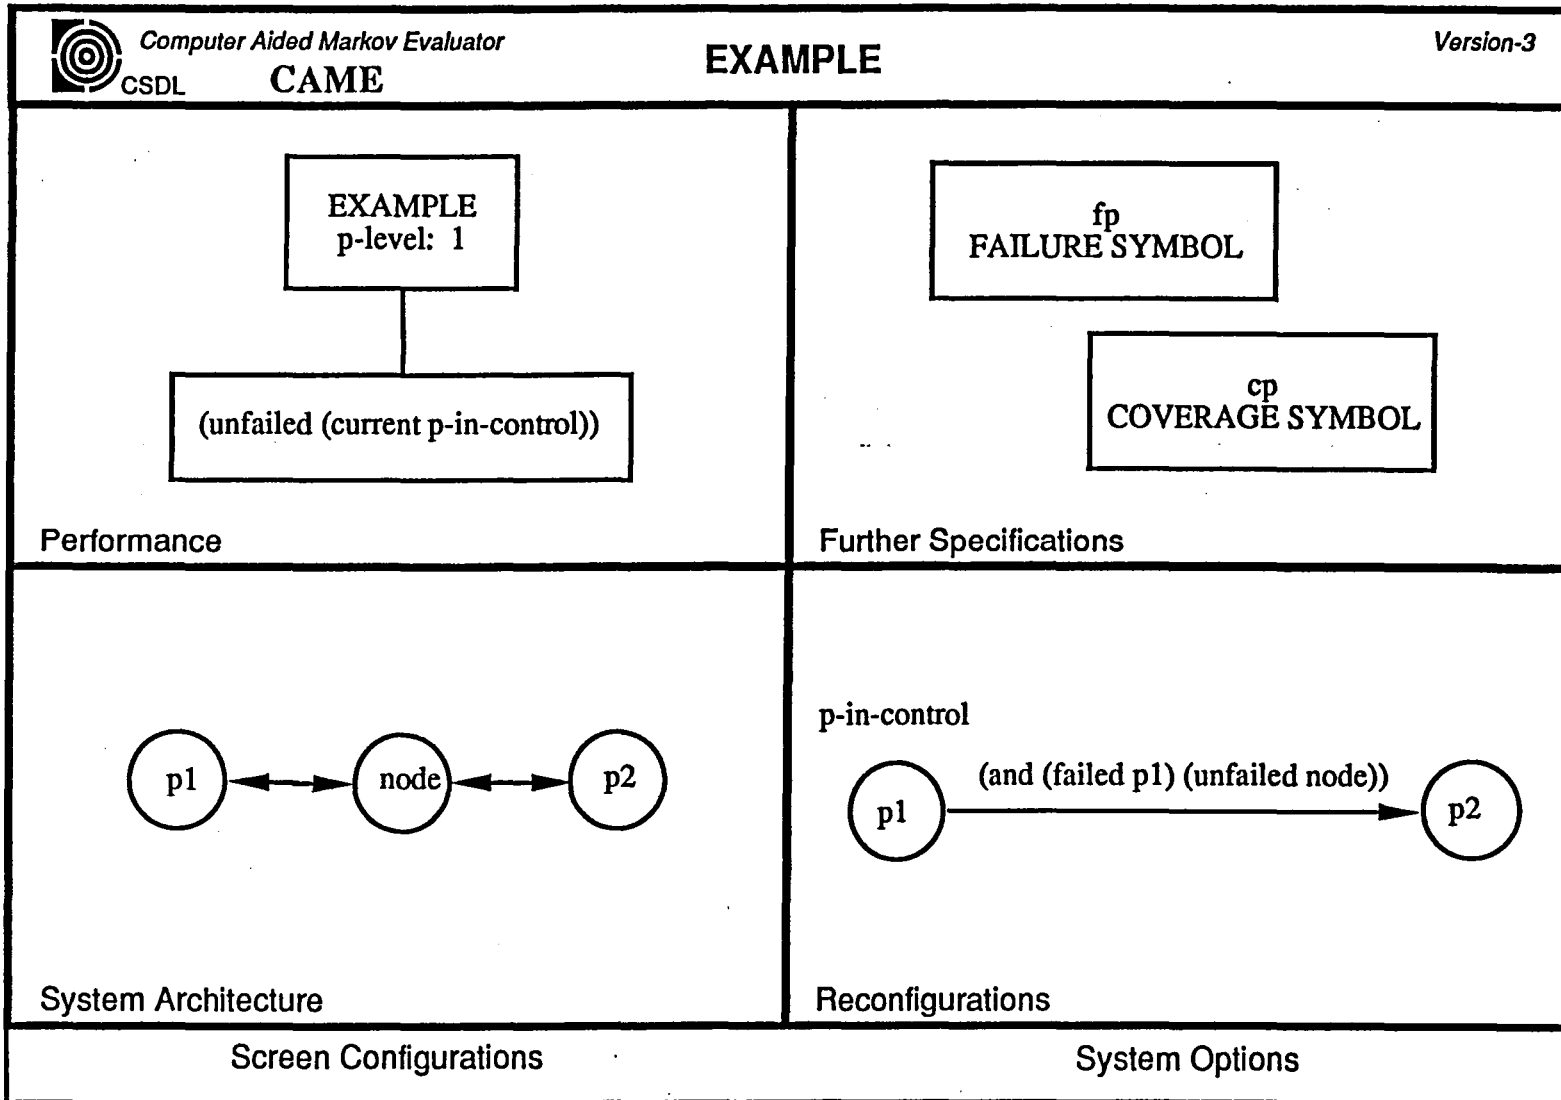 Computer Aided Markov Evaluator
CSDL
CAME
EXAMPLE
Version-3
EXAMPLE
p-level: 1
(unfailed (current p-in-control))
Performance
fp
FAILURE SYMBOL
cp
COVERAGE SYMBOL
Further Specifications
p1
node
p2
System Architecture
p-in-control
(and (failed p1) (unfailed node))
p1
p2
Reconfigurations
Screen Configurations
System Options